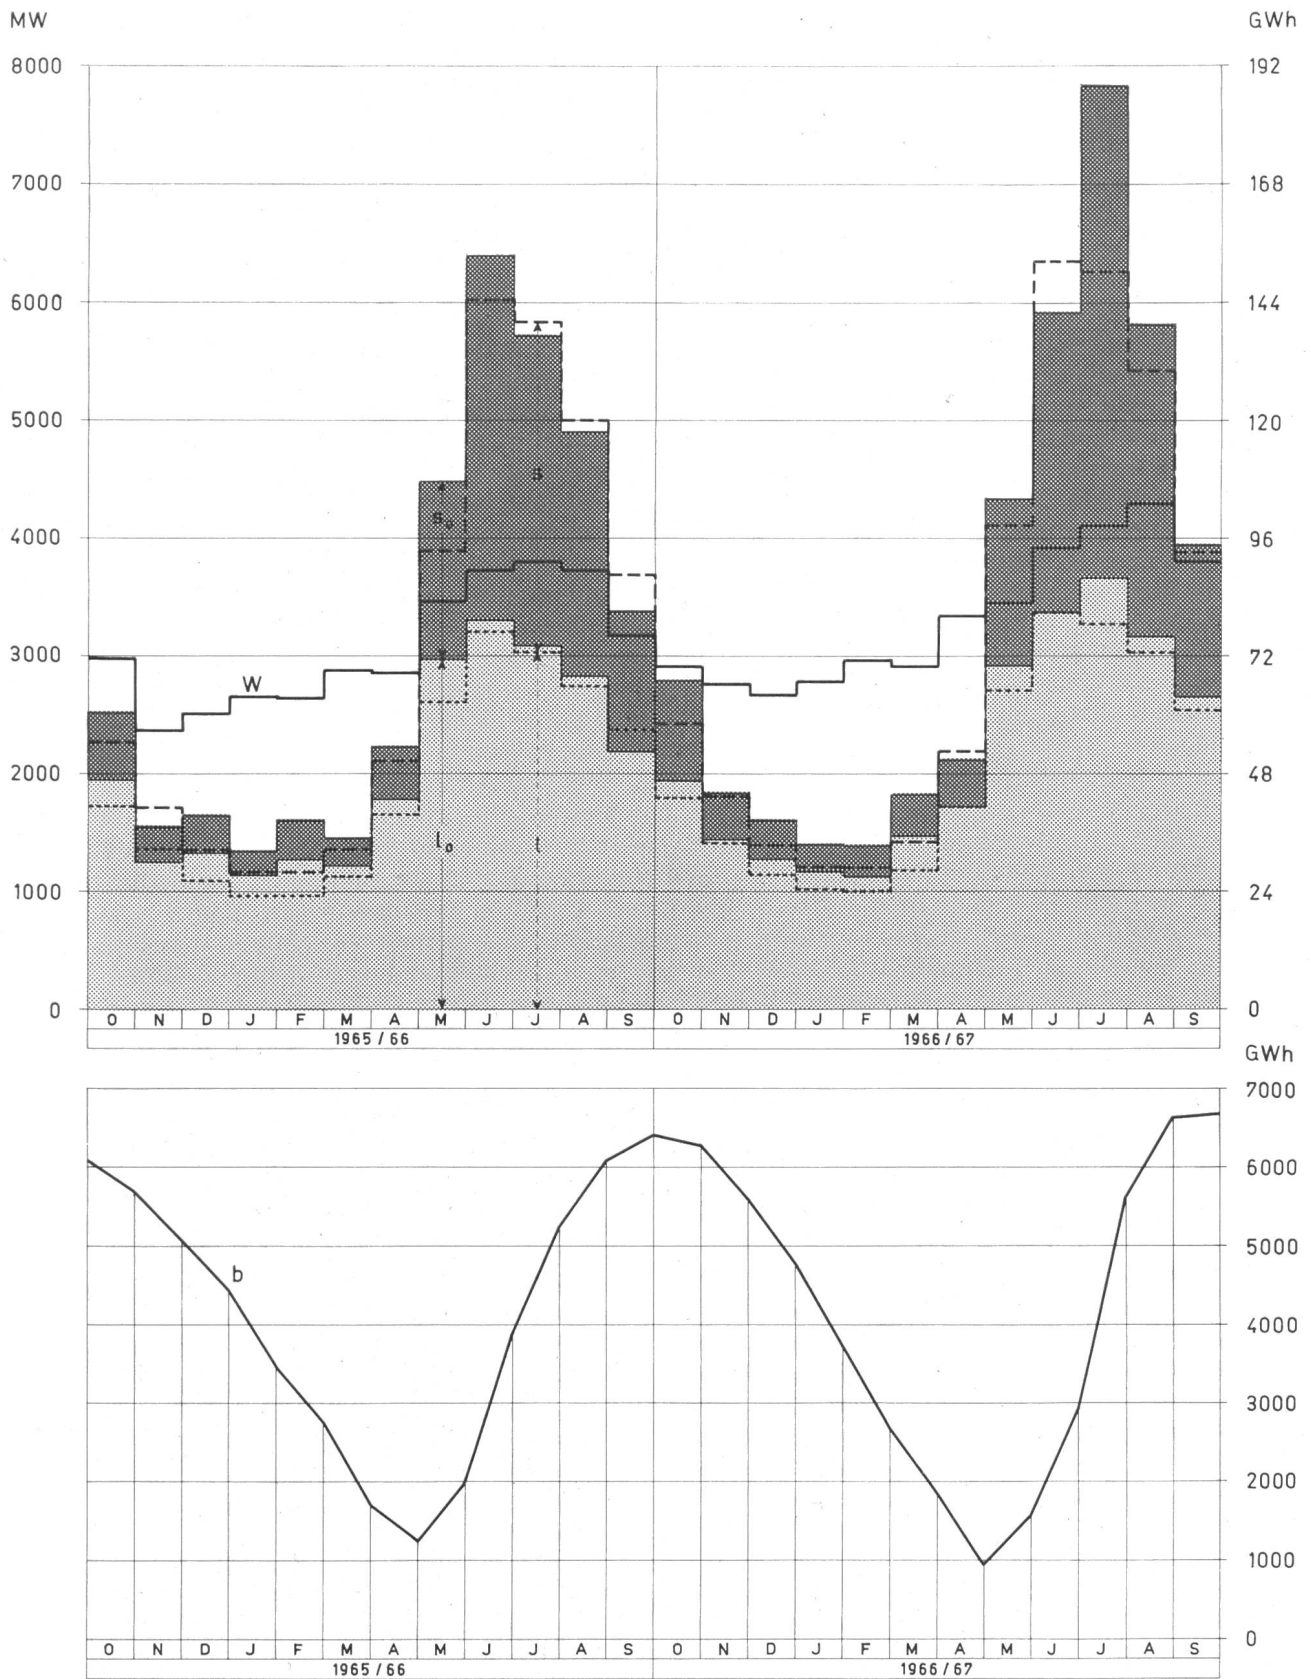 MW GWh
8000 192
7000 168
6000 144
5000 120
s
s₀
4000 96
3000 72
W
2000 48
l₀ l
1000 24
0 0
O N D J F M A M J J A S O N D J F M A M J J A S
1965/66 1966/67
GWh
7000
6000
5000
b
4000
3000
2000
1000
0
O N D J F M A M J J A S O N D J F M A M J J A S
1965/66 1966/67